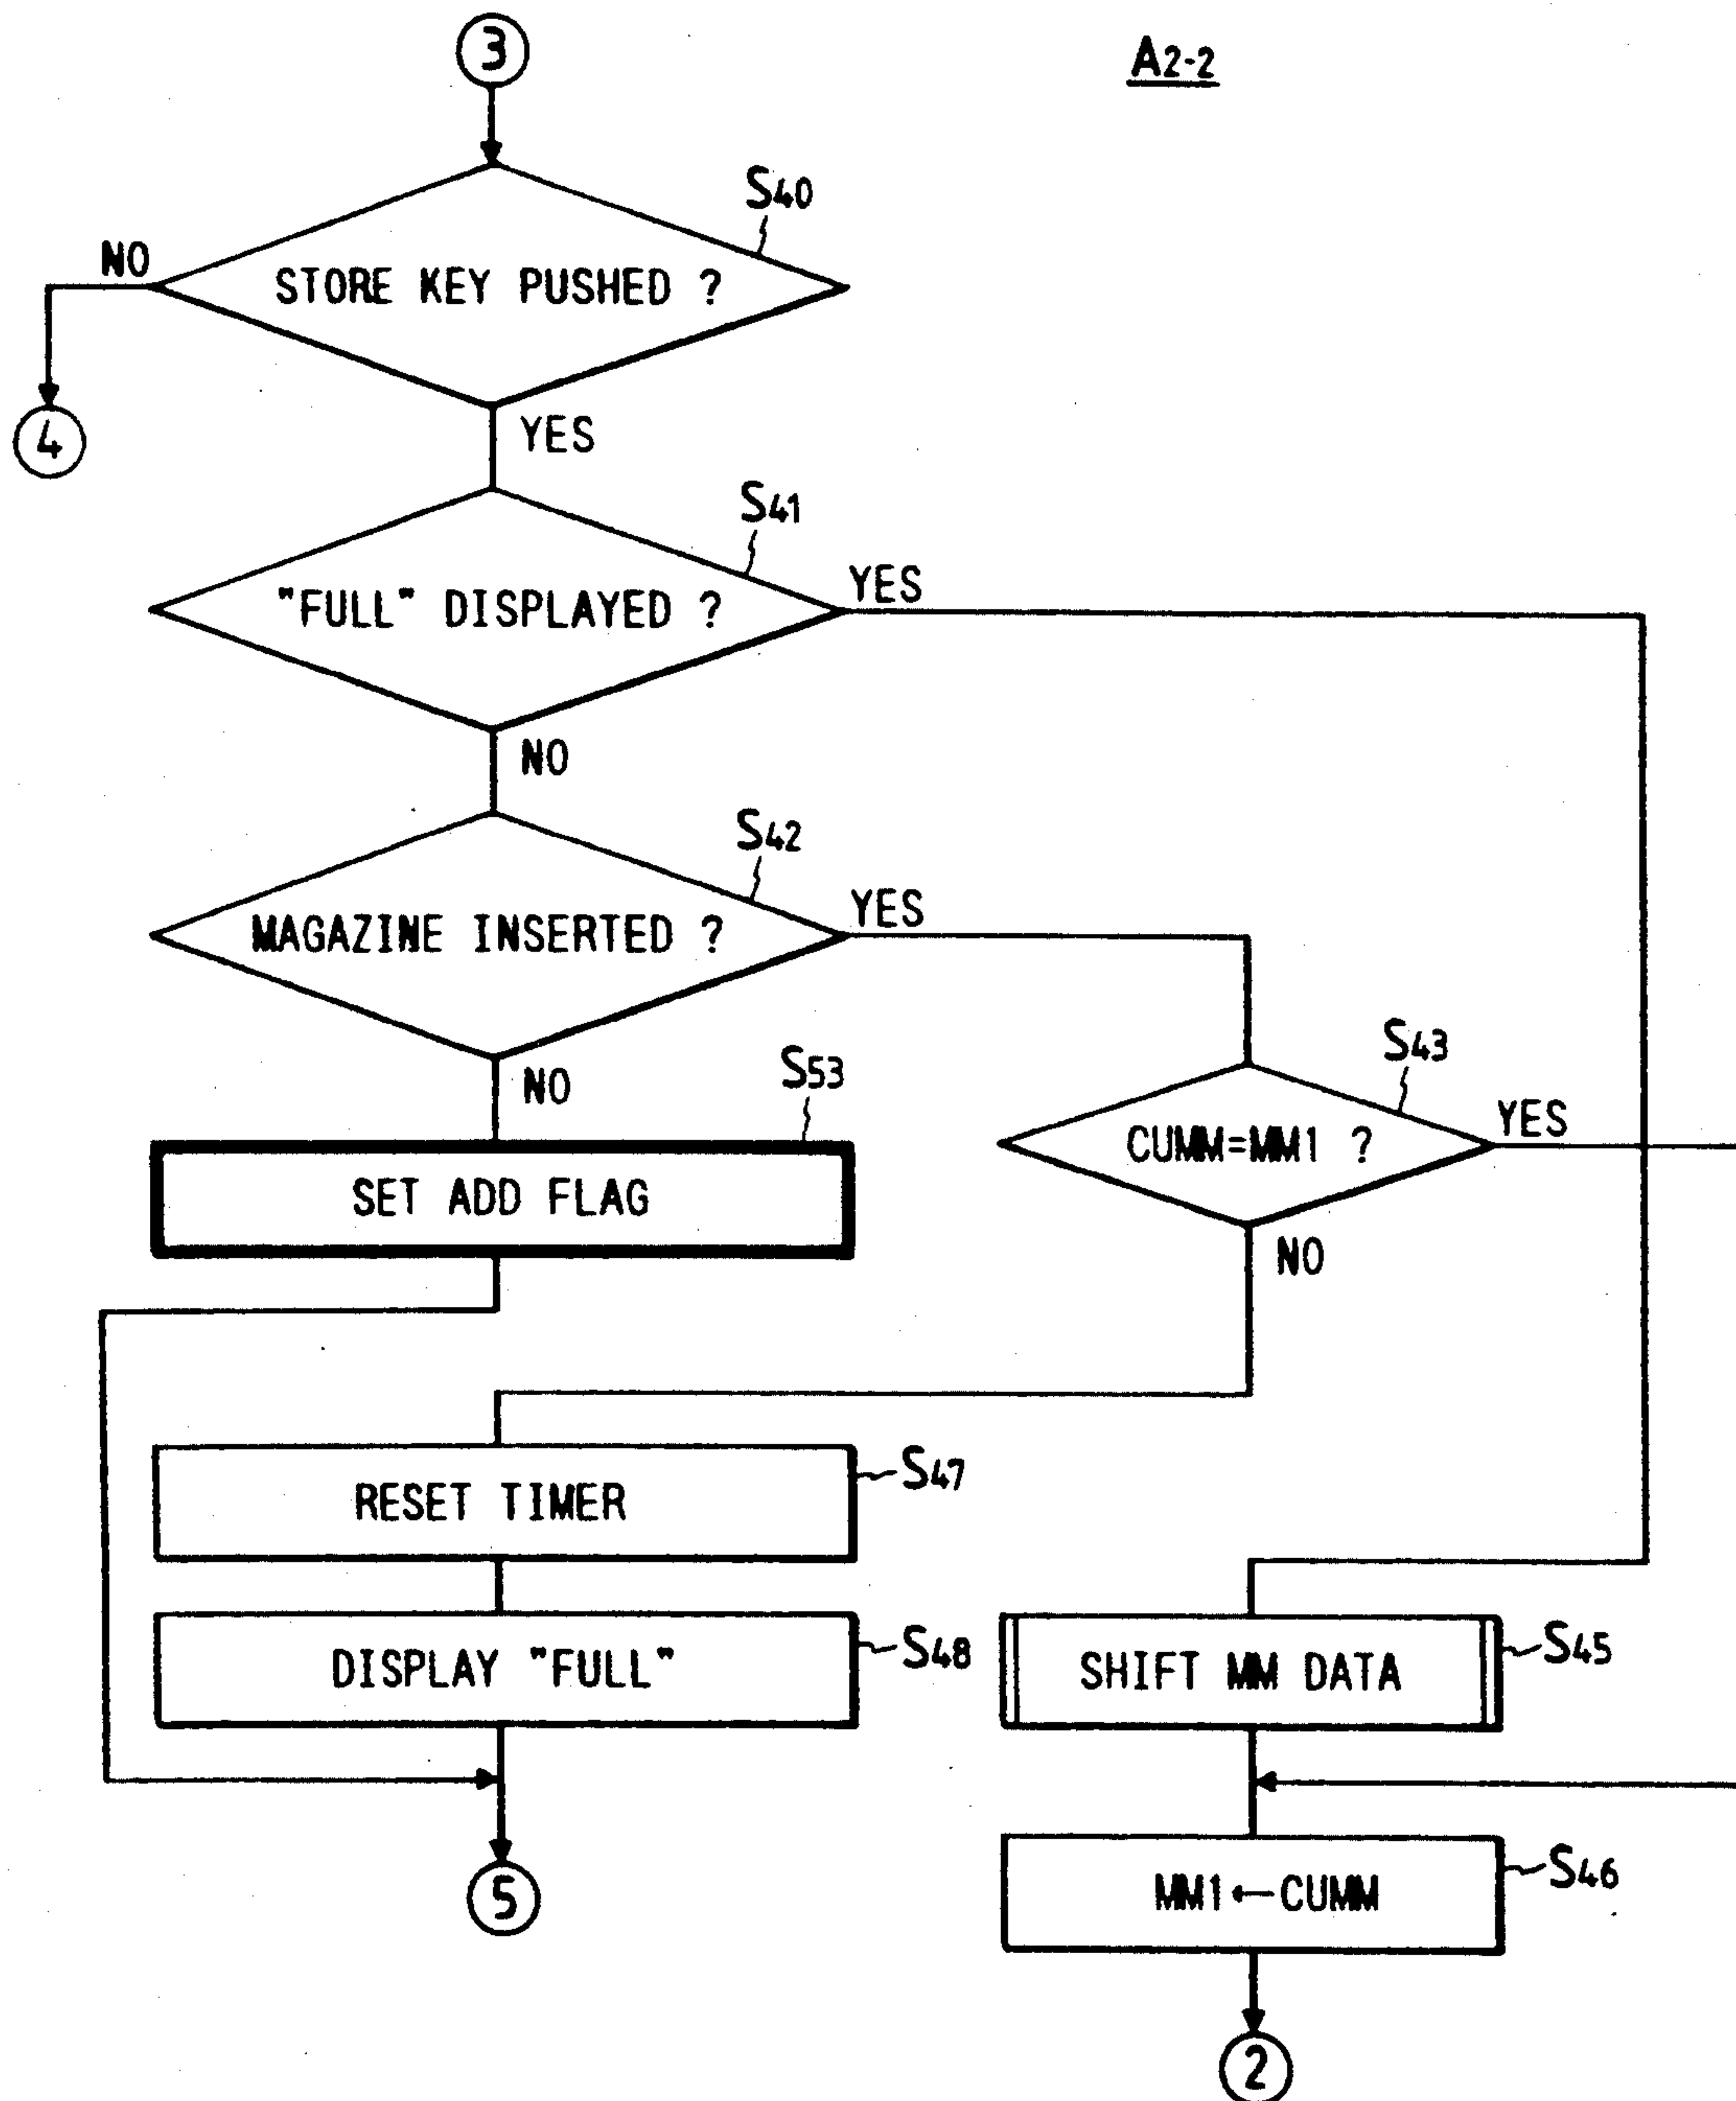 3
A2-2
S40
NO
STORE KEY PUSHED ?
4
YES
S41
"FULL" DISPLAYED ?
YES
NO
S42
MAGAZINE INSERTED ?
YES
NO
S53
SET ADD FLAG
S43
CUMM=MM1 ?
YES
NO
RESET TIMER
S47
DISPLAY "FULL"
S48
SHIFT MM DATA
S45
MM1←CUMM
S46
5
2